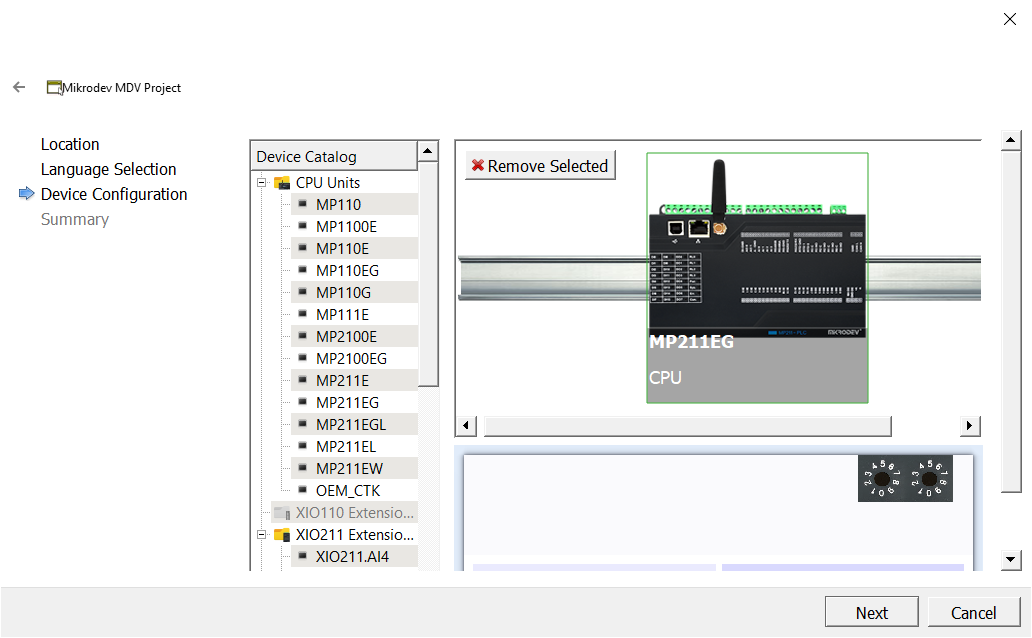 Mikrodev MDV Project
Location
Language Selection
Device Configuration
Summary
Device Catalog
CPU Units
MP110
MP1100E
MP110E
MP110EG
MP110G
MP111E
MP2100E
MP2100EG
MP211E
MP211EG
MP211EGL
MP211EL
MP211EW
OEM_CTK
XIO110 Extensio...
XIO211 Extensio...
XIO211.AI4
Remove Selected
MIKRODEV
MP211EG
CPU
Next
Cancel